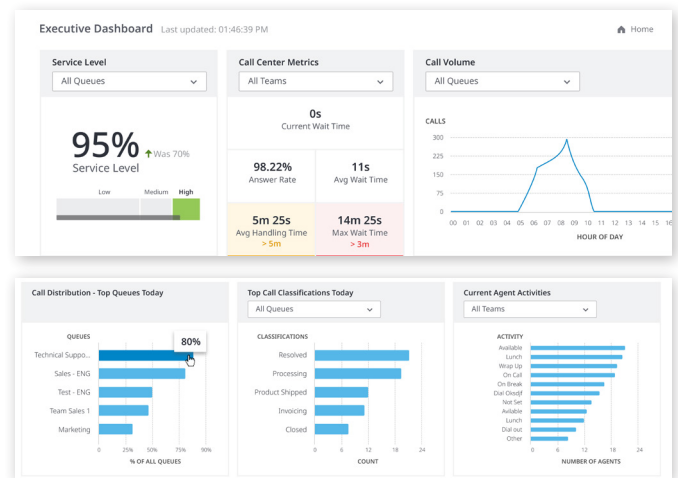 Executive Dashboard Last updated: 01:46:39 PM
Home
Service Level
All Queues
95% Was 70%
Service Level
Low Medium High
Call Center Metrics
All Teams
0s
Current Wait Time
98.22% 11s
Answer Rate Avg Wait Time
5m 25s 14m 25s
Avg Handling Time Max Wait Time
> 5m > 3m
Call Volume
All Queues
CALLS
380
225
150
75
0
00 01 02 03 04 05 06 07 08 09 10 11 12 13 14 15 16
HOUR OF DAY
Call Distribution - Top Queues Today
QUEUES
80%
Technical Suppo...
Sales - ENG
Test - ENG
Team Sales 1
Marketing
0 25% 50% 75% 90%
% OF ALL QUEUES
Top Call Classifications Today
All Queues
CLASSIFICATIONS
Resolved
Processing
Product Shipped
Invoicing
Closed
0 6 12 18 24
COUNT
Current Agent Activities
All Teams
ACTIVITY
Available
Lunch
Wrap Up
On Call
On Break
Dial Oksdjf
Not Set
Avilable
Lunch
Dial out
Other
0 6 12 18 24
NUMBER OF AGENTS